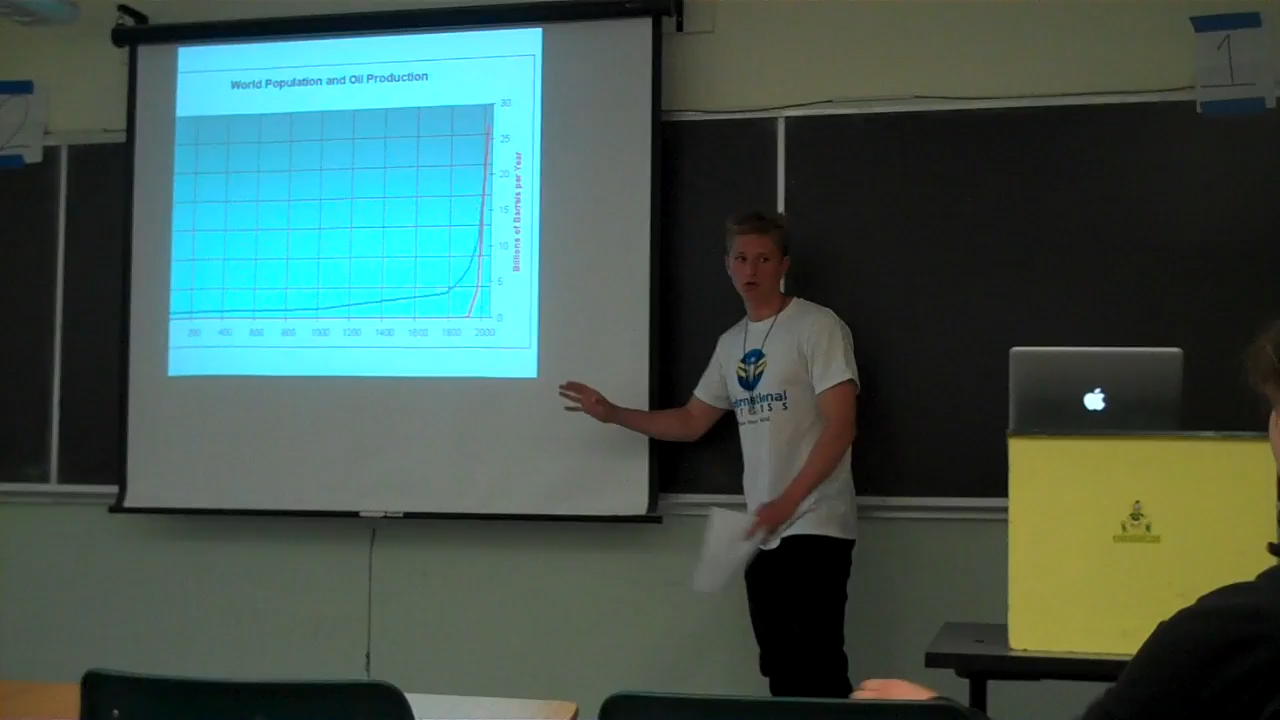 World Population and Oil Production
30
25
20
15
10
5
0
Billions of Barrels per Year
200 400 600 800 1000 1200 1400 1600 1800 2000
1